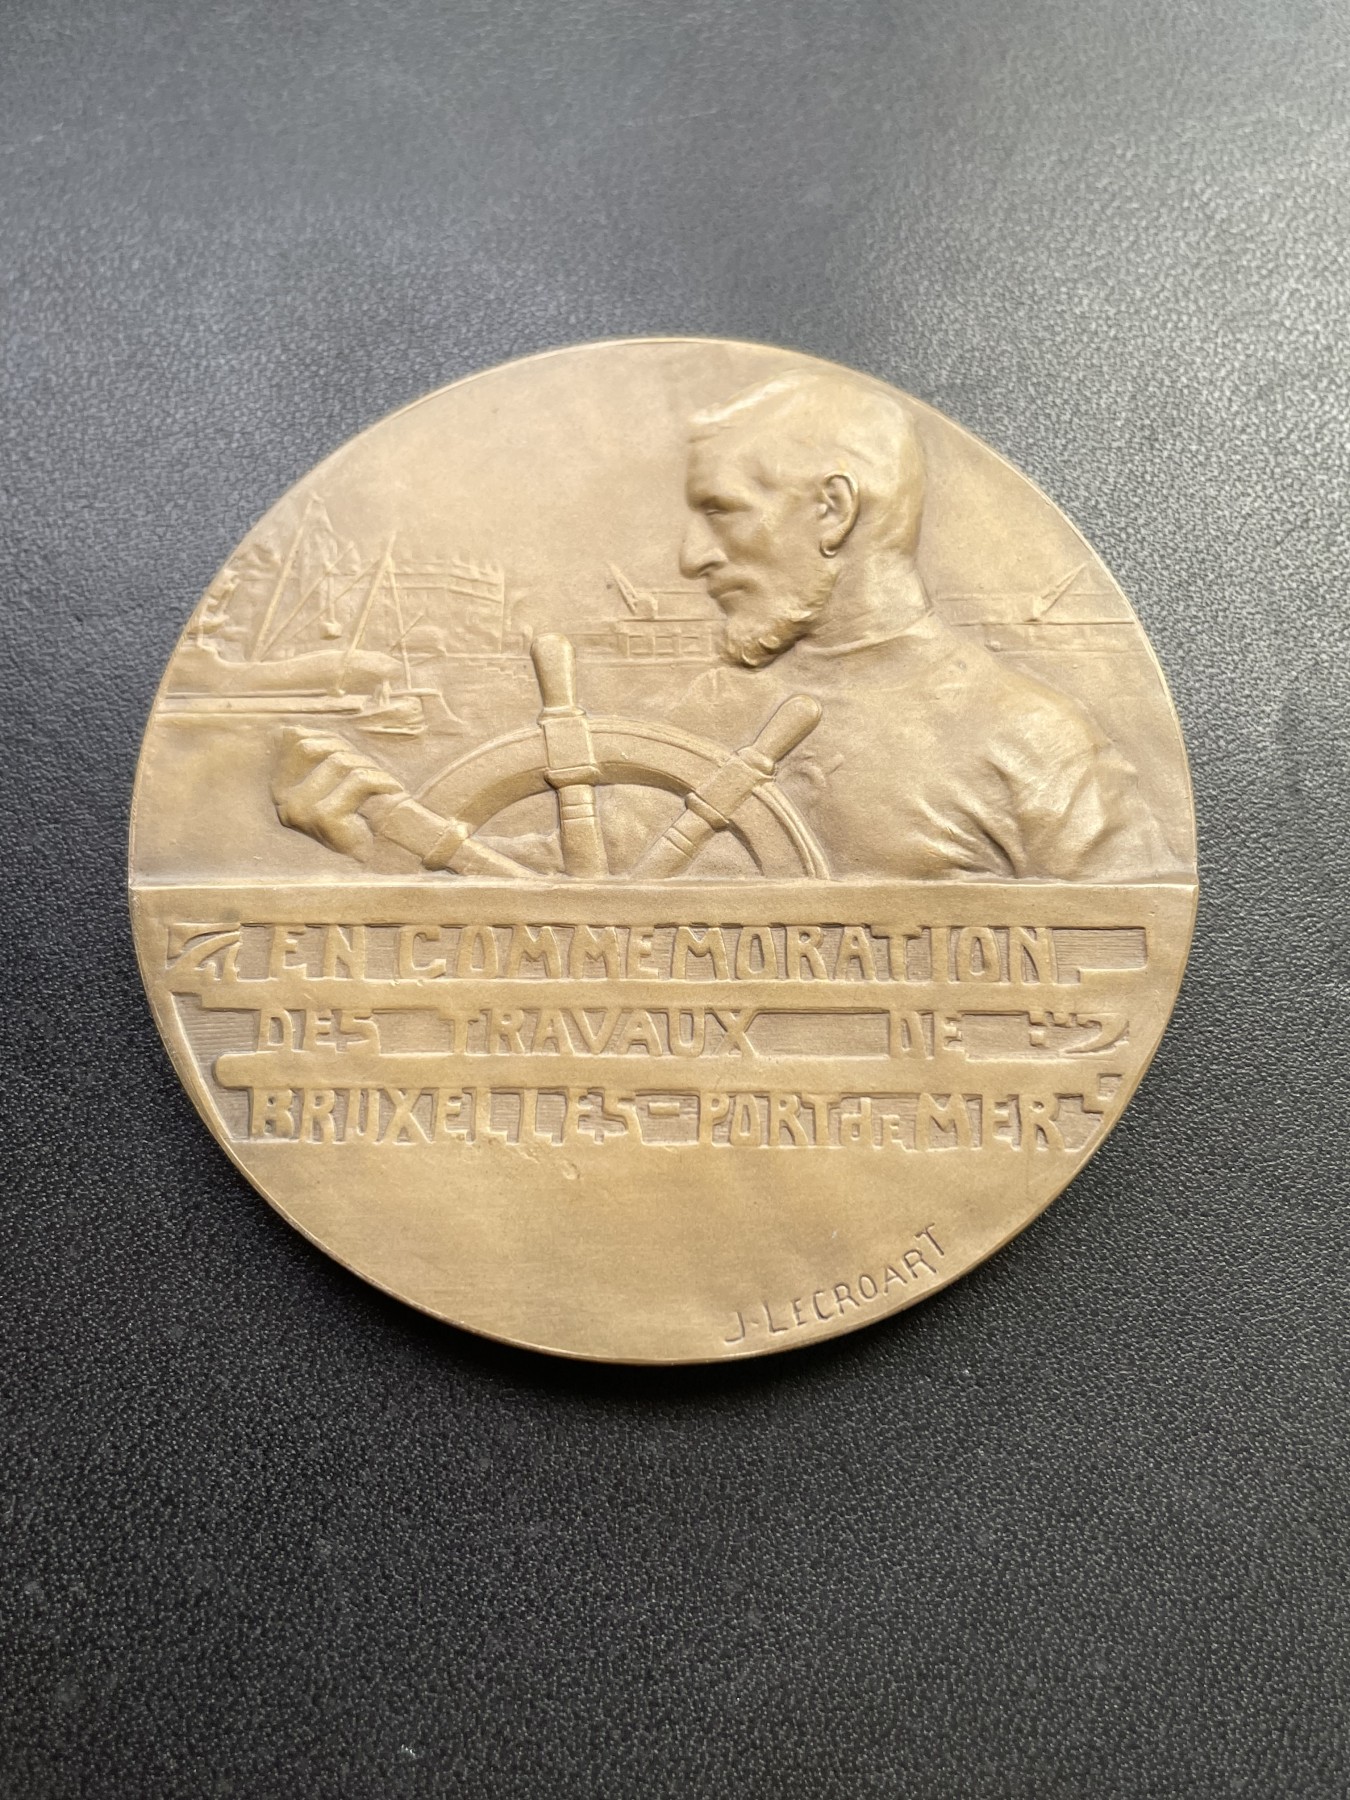 EN COMMEMORATION
DES TRAVAUX DE
BRUXELLES-PORT de MER
J. LECROART